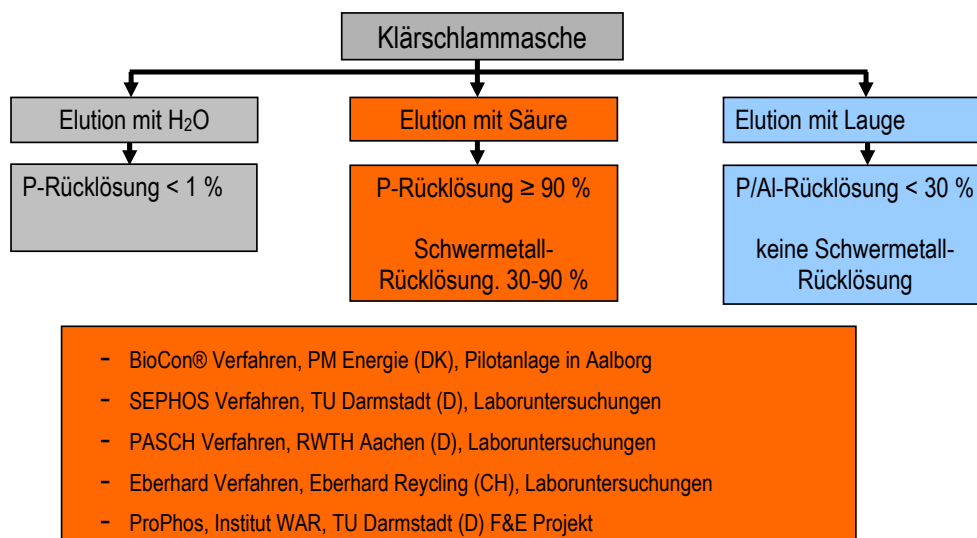 Klärschlammasche
Elution mit H₂O
P-Rücklösung < 1 %
Elution mit Säure
P-Rücklösung ≥ 90 %
Schwermetall-
Rücklösung. 30-90 %
Elution mit Lauge
P/Al-Rücklösung < 30 %
keine Schwermetall-
Rücklösung
- BioCon® Verfahren, PM Energie (DK), Pilotanlage in Aalborg
- SEPHOS Verfahren, TU Darmstadt (D), Laboruntersuchungen
- PASCH Verfahren, RWTH Aachen (D), Laboruntersuchungen
- Eberhard Verfahren, Eberhard Reycling (CH), Laboruntersuchungen
- ProPhos, Institut WAR, TU Darmstadt (D) F&E Projekt